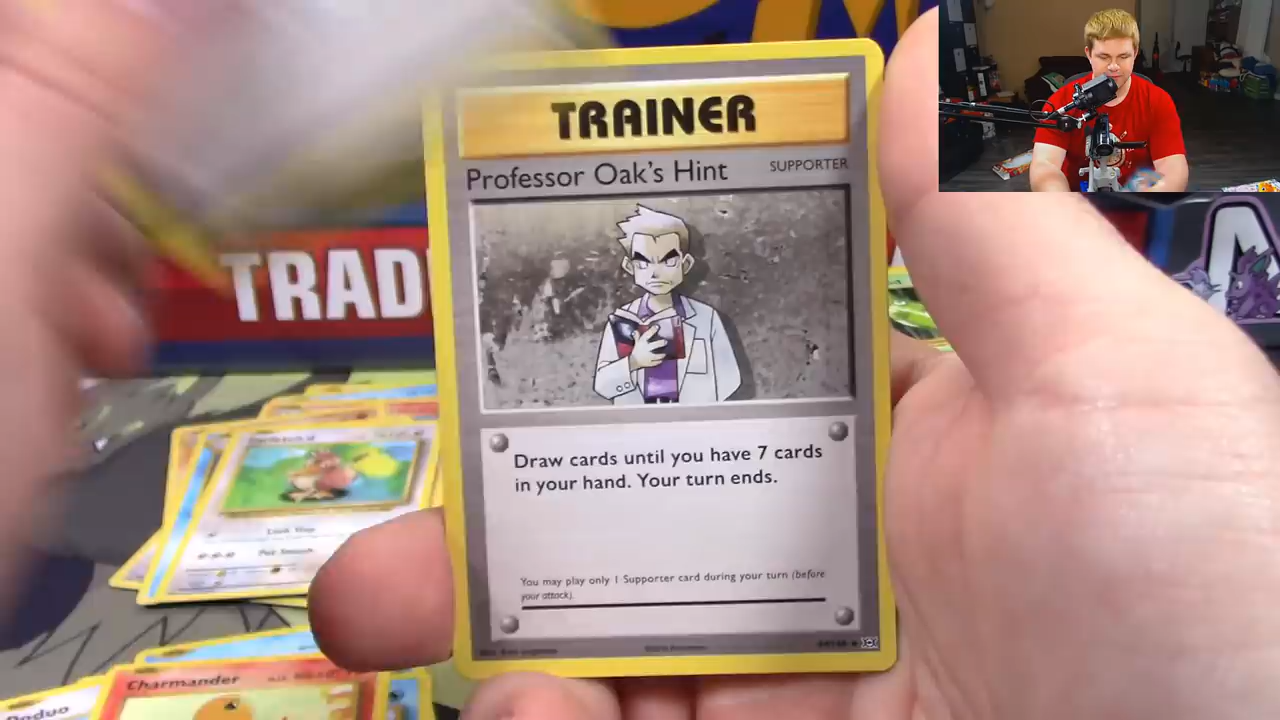 TRAINER
Professor Oak's Hint SUPPORTER
TRAD
Draw cards until you have 7 cards
in your hand. Your turn ends.
You may play only 1 Supporter card during your turn (before
your attack).
Charmander
Doduo